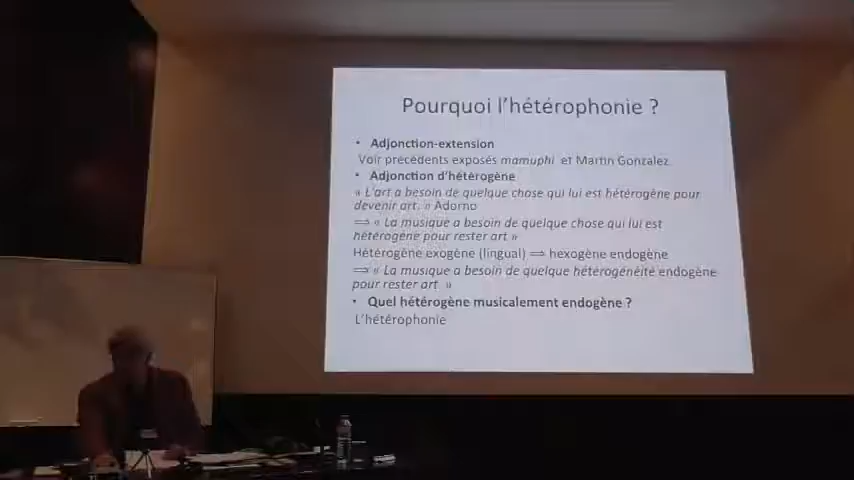 Pourquoi l'hétérophonie ?
• Adjonction-extension
Voir précédents exposés mamuphi et Martin Gonzalez
• Adjonction d'hétérogène
« L'art a besoin de quelque chose qui lui est hétérogène pour
devenir art. » Adorno
⟹ « La musique a besoin de quelque chose qui lui est
hétérogène pour rester art »
Hétérogène exogène (lingual) ⟹ hexogène endogène
⟹ « La musique a besoin de quelque hétérogénéité endogène
pour rester art »
• Quel hétérogène musicalement endogène ?
L'hétérophonie